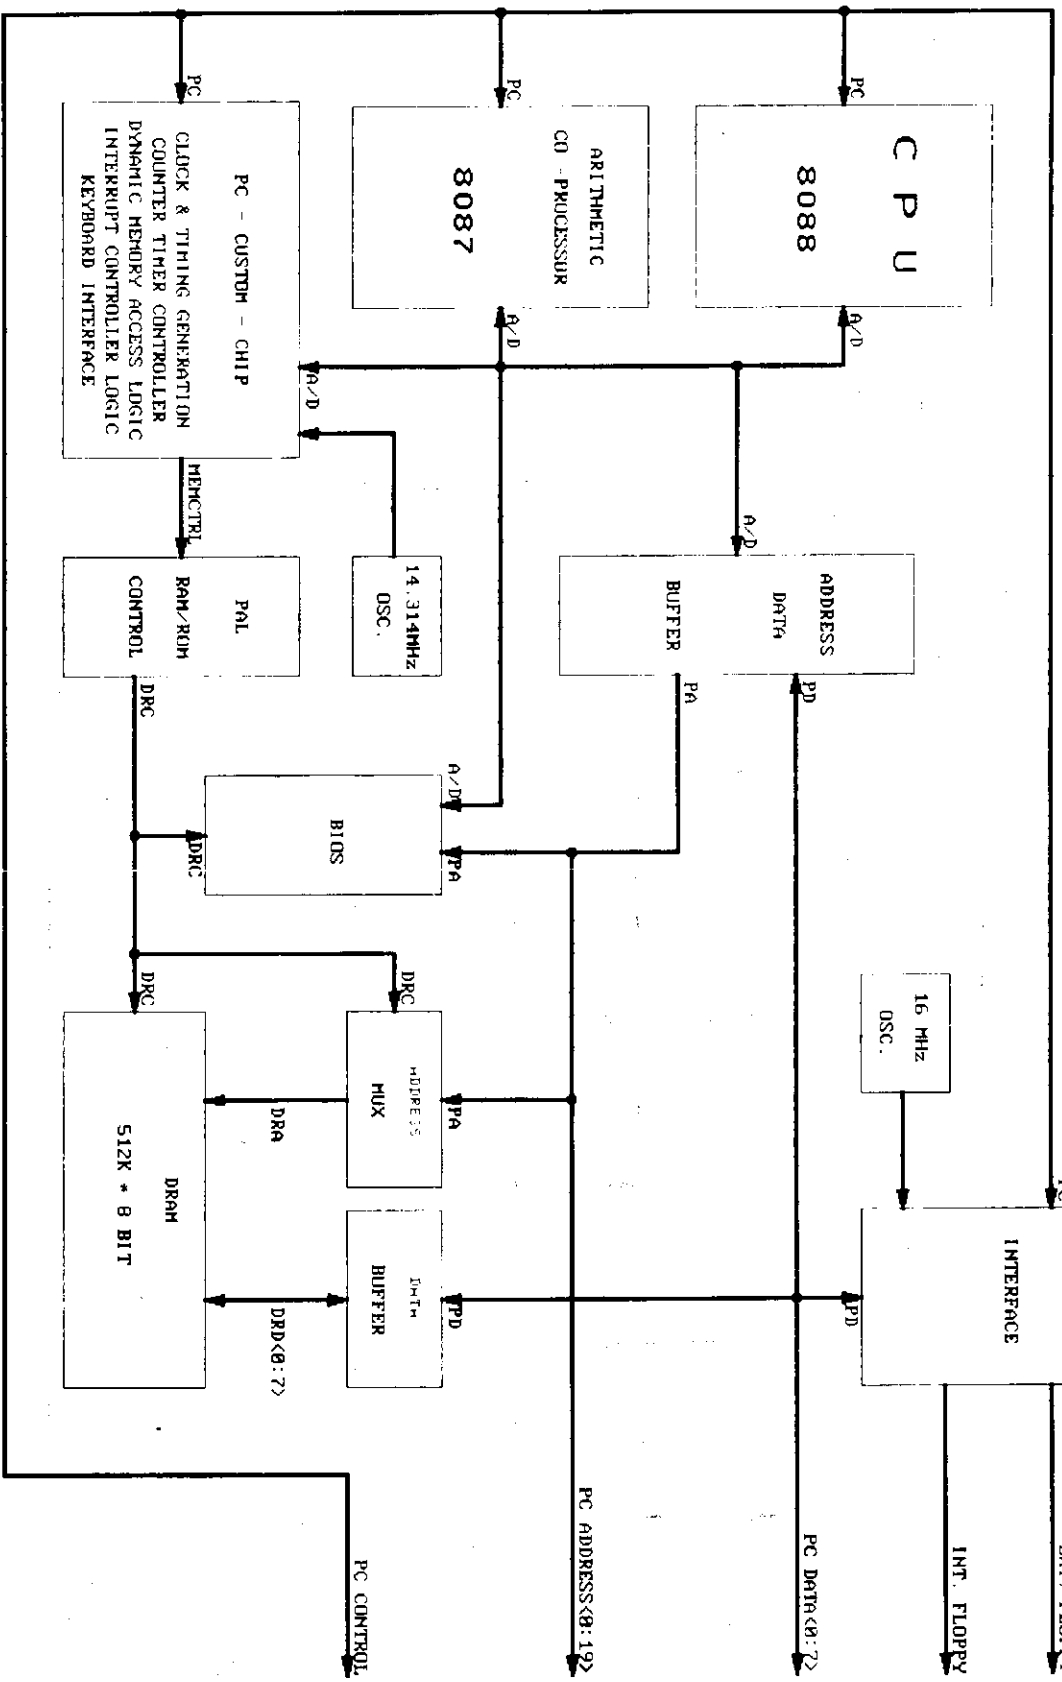 PC
CPU
8088
A/D
PC
ARITHMETIC
CO - PROCESSOR
8087
A/D
PC
PC - CUSTOM - CHIP
CLOCK & TIMING GENERATION
COUNTER TIMER CONTROLLER
DYNAMIC MEMORY ACCESS LOGIC
INTERRUPT CONTROLLER LOGIC
KEYBOARD INTERFACE
A/D
MEMCTRL
A/D
ADDRESS
DATA
BUFFER
PD
PA
14.314MHz
OSC.
PAL
RAM/ROM
CONTROL
DRC
A/D
PA
BIOS
DRC
16 MHz
OSC.
INTERFACE
PD
DRC
PA
ADDRESS
MUX
DRA
PD
DATA
BUFFER
DRD<0:7>
DRC
DRAM
512K * 8 BIT
INT. FLOPPY
PC DATA<0:7>
PC ADDRESS<0:19>
PC CONTROL